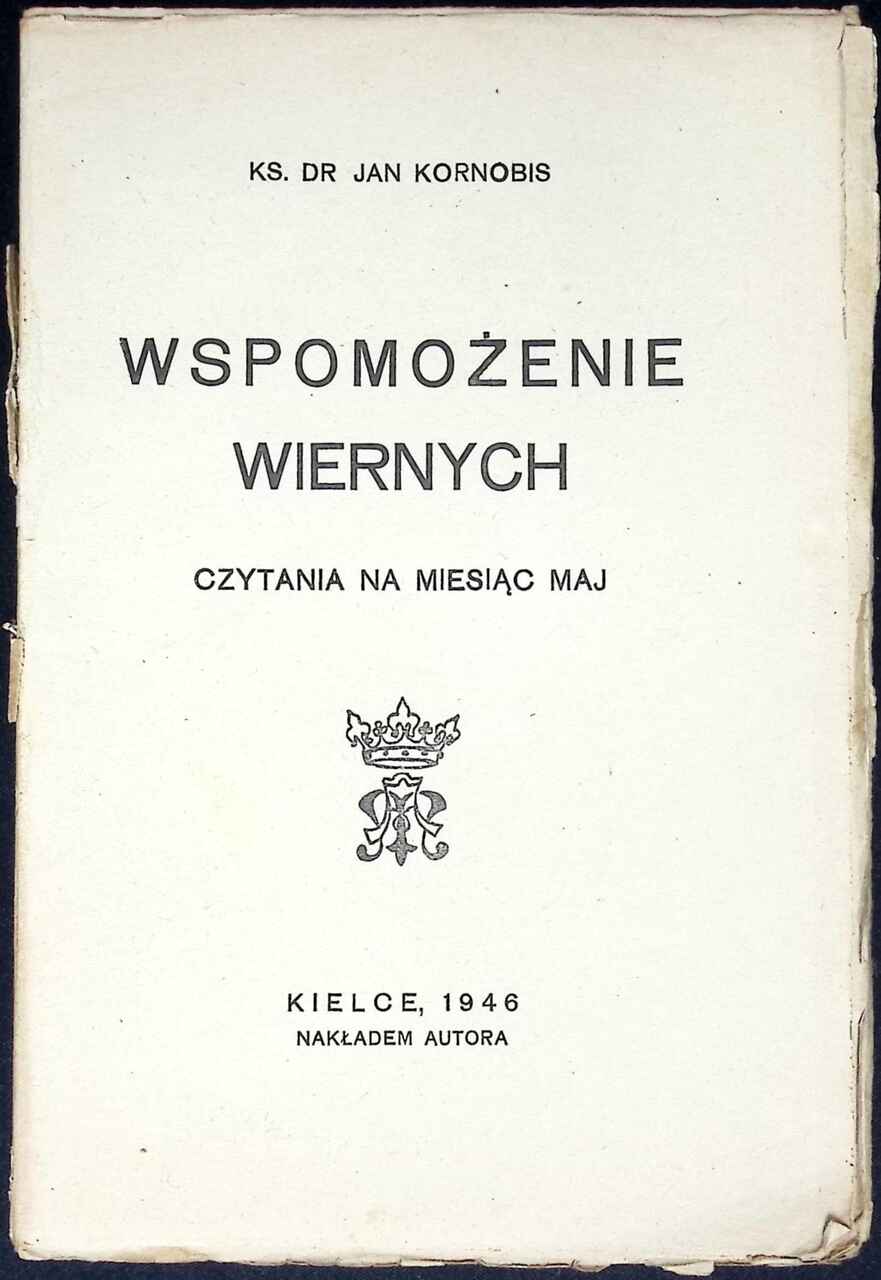 KS. DR JAN KORNOBIS
WSPOMOŻENIE
WIERNYCH
CZYTANIA NA MIESIĄC MAJ
KIELCE, 1946
NAKŁADEM AUTORA